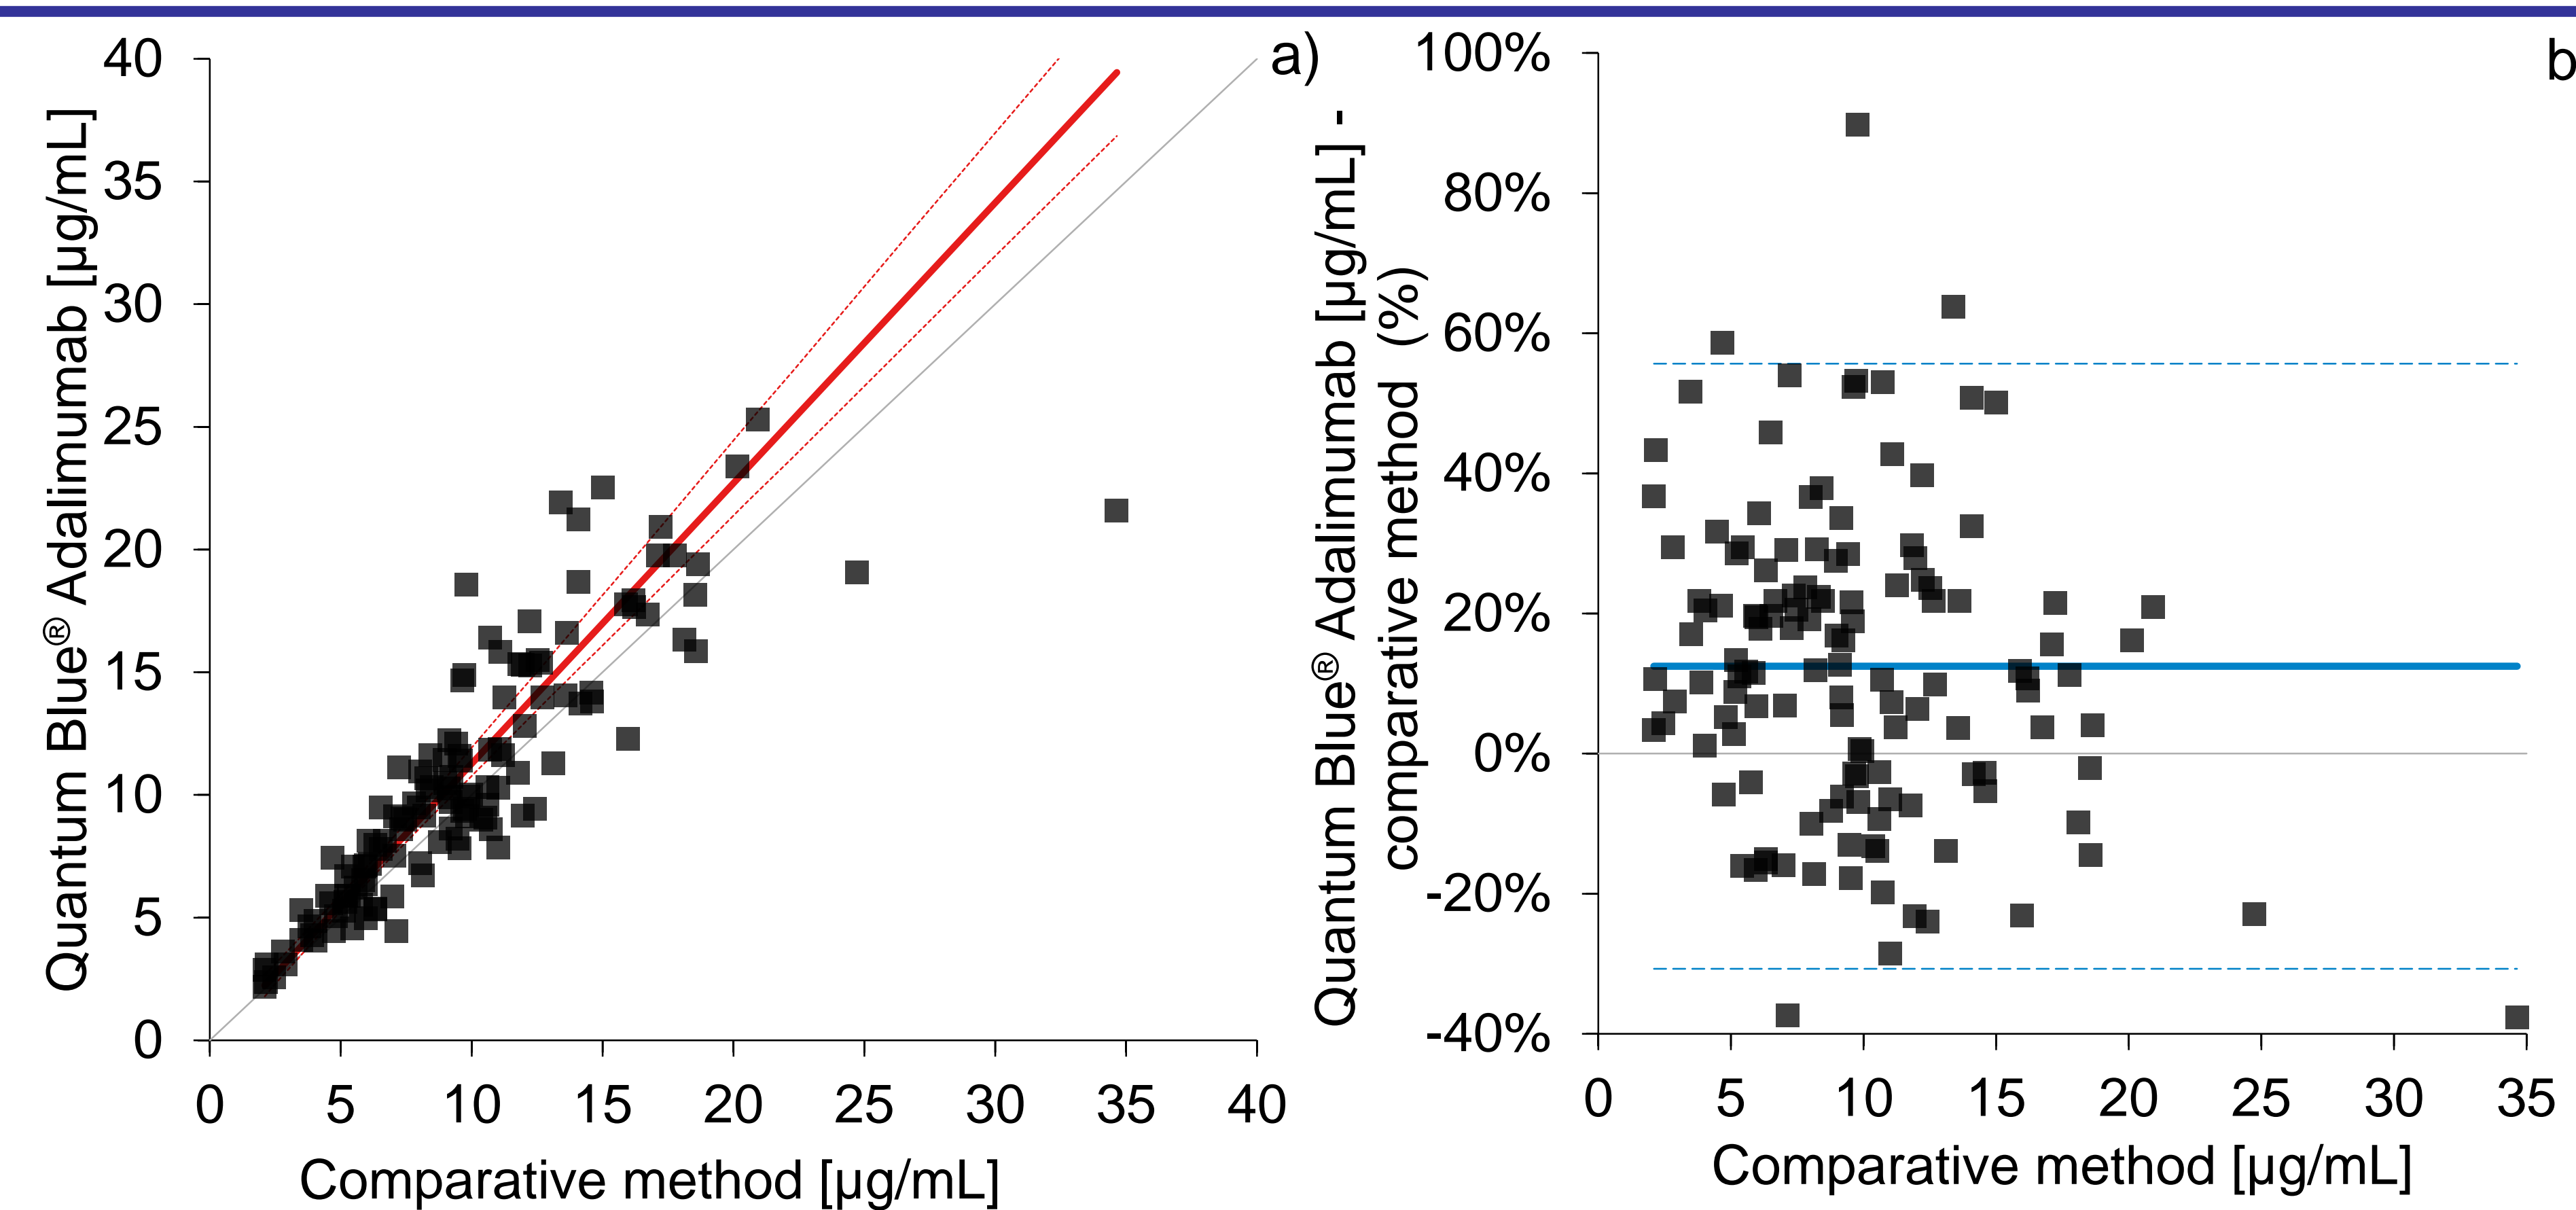 a)
40
35
30
25
20
15
10
5
0
0 5 10 15 20 25 30 35 40
Quantum Blue® Adalimumab [µg/mL]
Comparative method [µg/mL]
b
100%
80%
60%
40%
20%
0%
-20%
-40%
0 5 10 15 20 25 30 35
Quantum Blue® Adalimumab [µg/mL] -
comparative method (%)
Comparative method [µg/mL]